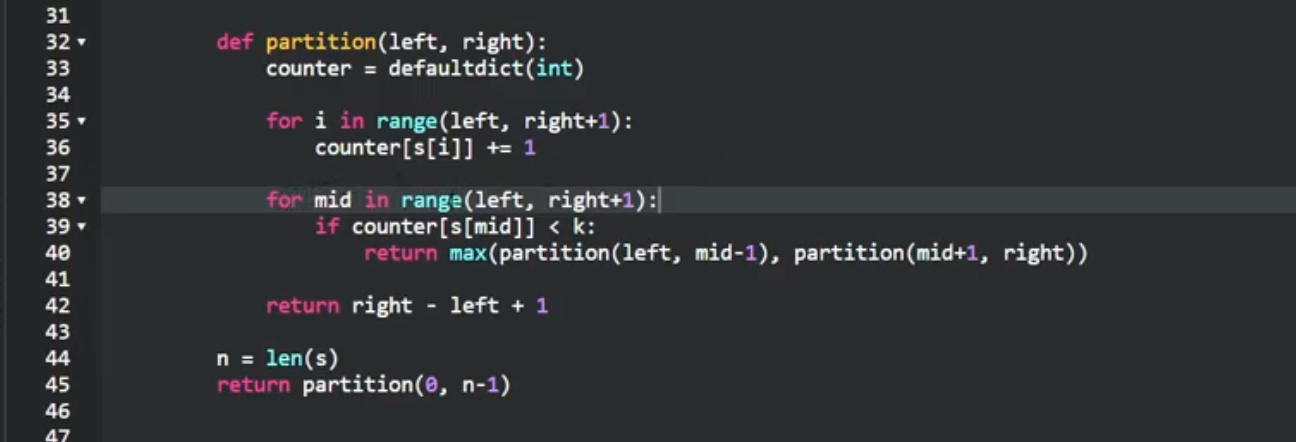 31
32 def partition(left, right):
33 counter = defaultdict(int)
34
35 for i in range(left, right+1):
36 counter[s[i]] += 1
37
38 for mid in range(left, right+1):
39 if counter[s[mid]] < k:
40 return max(partition(left, mid-1), partition(mid+1, right))
41
42 return right - left + 1
43
44 n = len(s)
45 return partition(0, n-1)
46
47